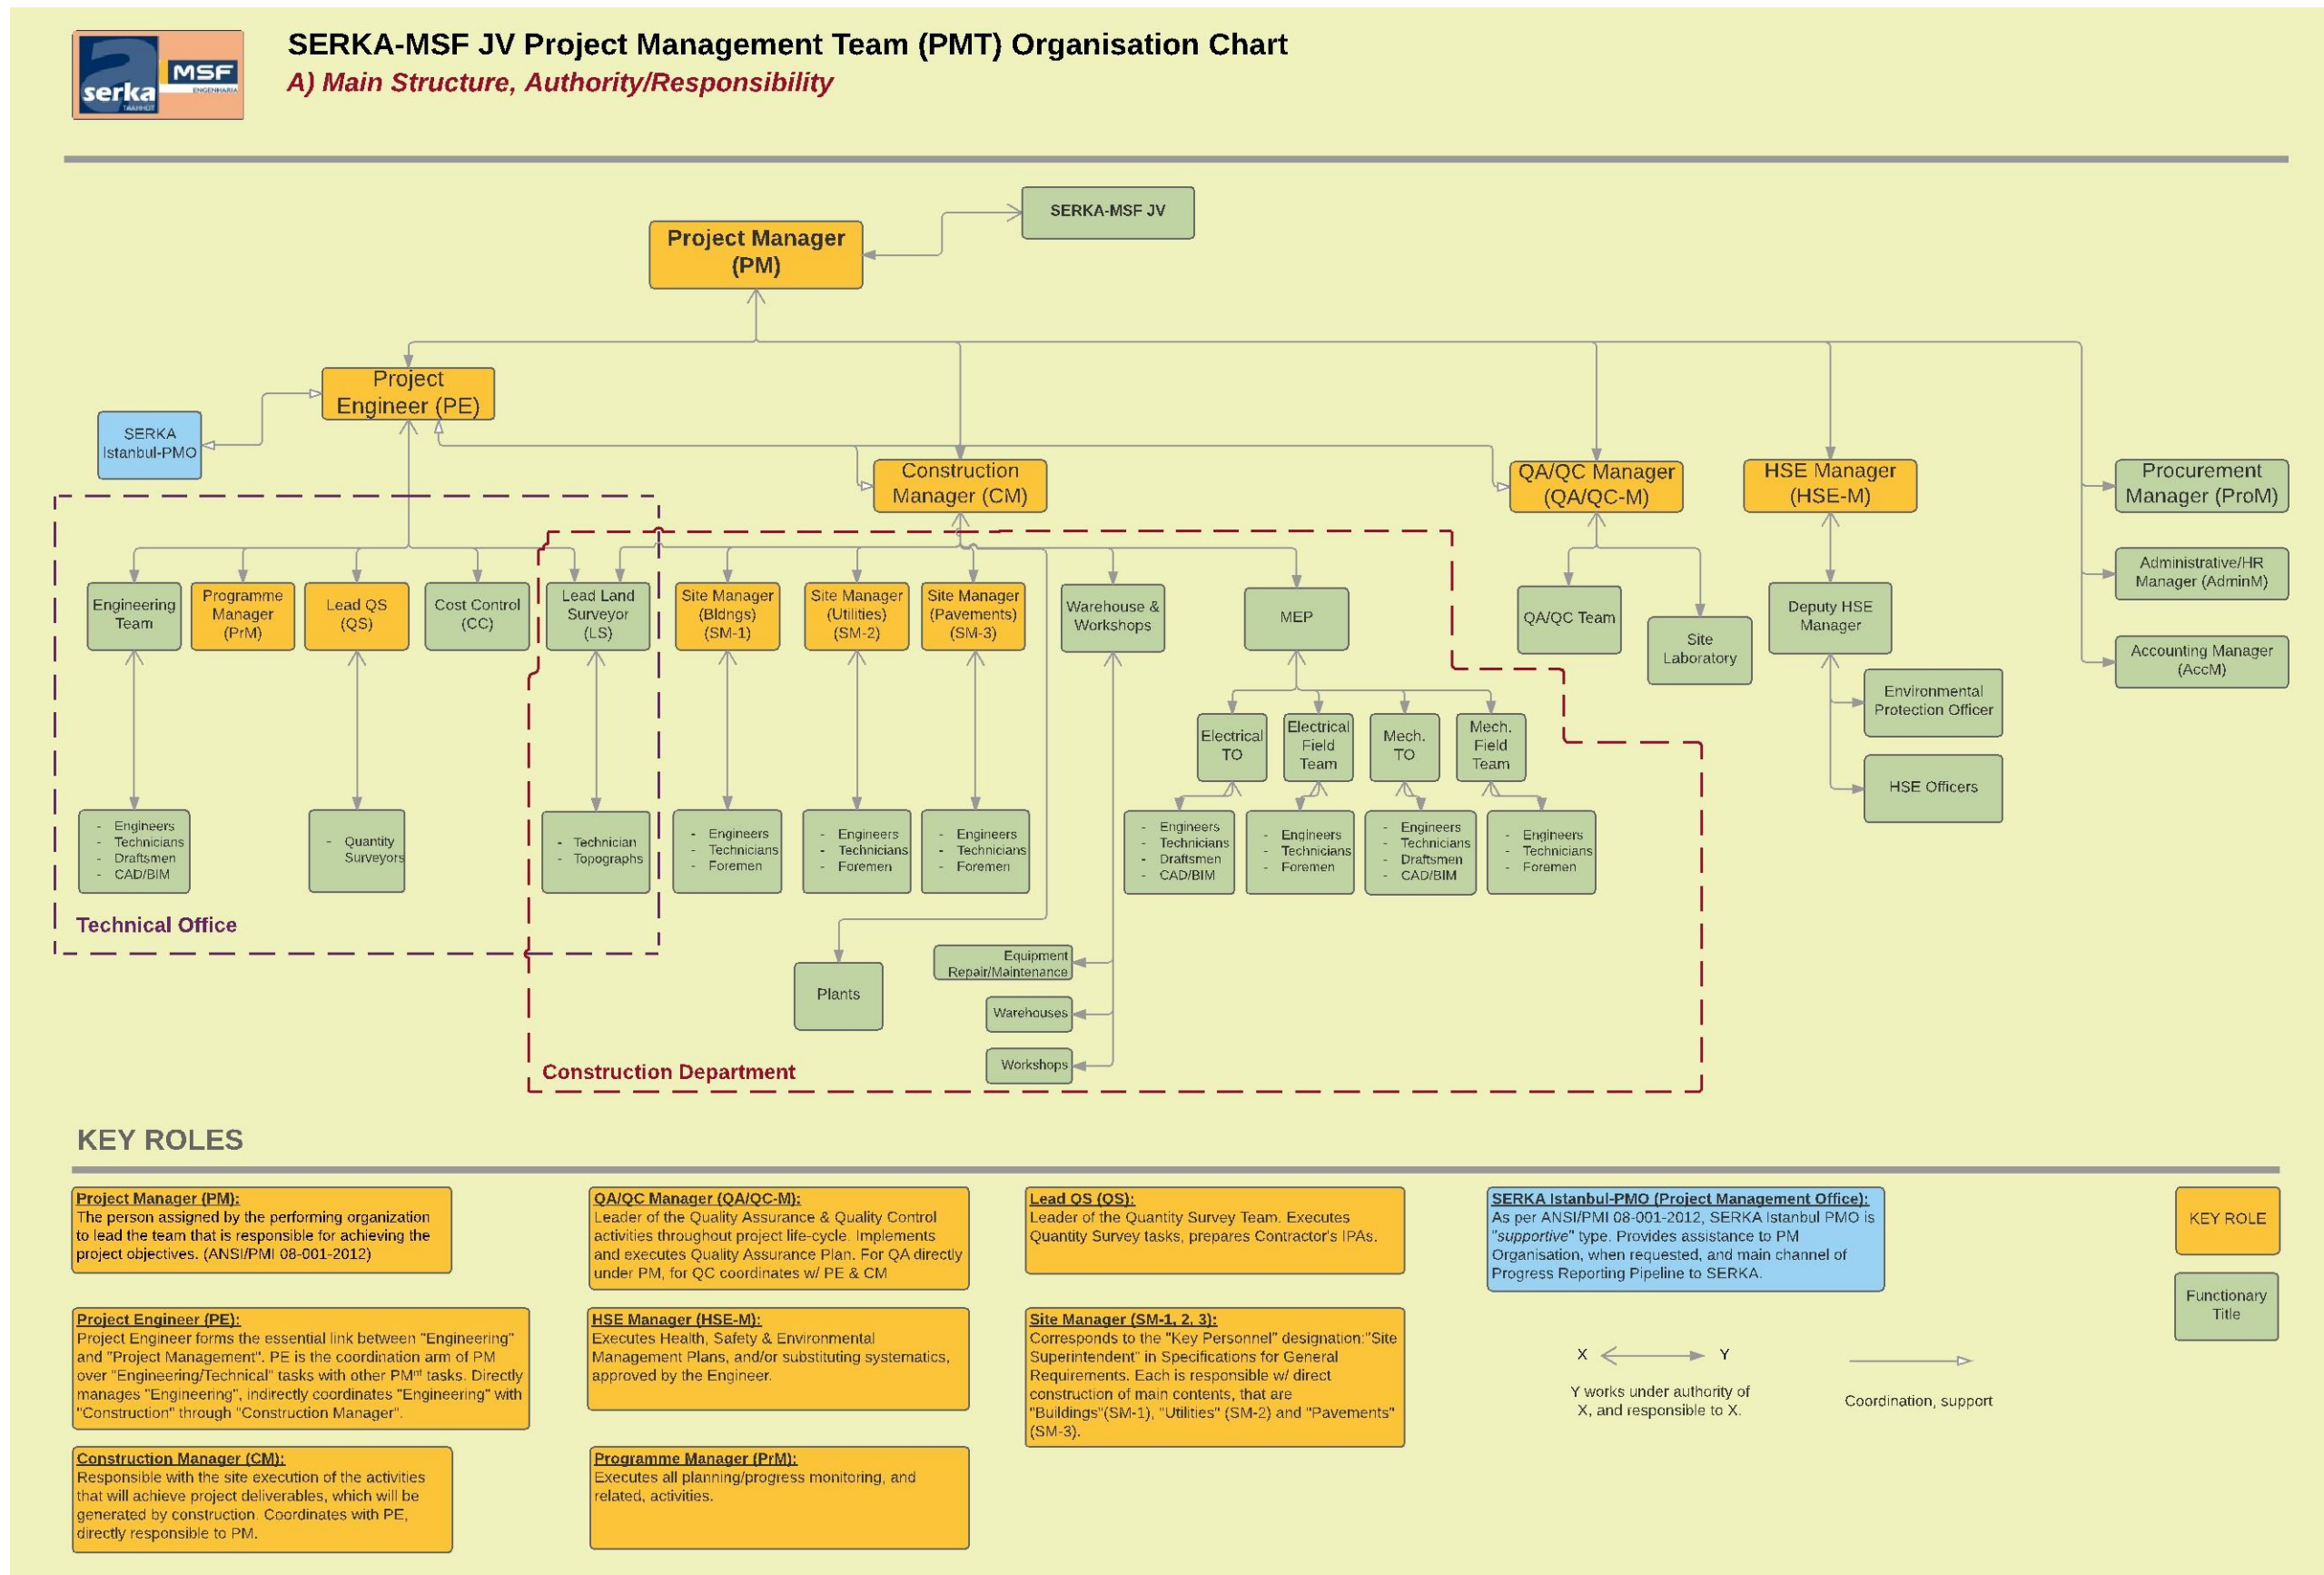 SERKA-MSF JV Project Management Team (PMT) Organisation Chart
A) Main Structure, Authority/Responsibility
serka
TAAHHÜT
MSF
ENGENHARIA
SERKA-MSF JV
Project Manager
(PM)
Project
Engineer (PE)
SERKA
Istanbul-PMO
Construction
Manager (CM)
QA/QC Manager
(QA/QC-M)
HSE Manager
(HSE-M)
Procurement
Manager (ProM)
Administrative/HR
Manager (AdminM)
Accounting Manager
(AccM)
Engineering
Team
Programme
Manager
(PrM)
Lead QS
(QS)
Cost Control
(CC)
Lead Land
Surveyor
(LS)
Site Manager
(Bldngs)
(SM-1)
Site Manager
(Utilities)
(SM-2)
Site Manager
(Pavements)
(SM-3)
Warehouse &
Workshops
MEP
QA/QC Team
Site
Laboratory
Deputy HSE
Manager
Environmental
Protection Officer
HSE Officers
Electrical
TO
Electrical
Field
Team
Mech.
TO
Mech.
Field
Team
- Engineers
- Technicians
- Draftsmen
- CAD/BIM
- Quantity
Surveyors
- Technician
- Topographs
- Engineers
- Technicians
- Foremen
- Engineers
- Technicians
- Foremen
- Engineers
- Technicians
- Foremen
- Engineers
- Technicians
- Draftsmen
- CAD/BIM
- Engineers
- Technicians
- Foremen
- Engineers
- Technicians
- Draftsmen
- CAD/BIM
- Engineers
- Technicians
- Foremen
Technical Office
Plants
Equipment
Repair/Maintenance
Warehouses
Workshops
Construction Department
KEY ROLES
Project Manager (PM):
The person assigned by the performing organization
to lead the team that is responsible for achieving the
project objectives. (ANSI/PMI 08-001-2012)
Project Engineer (PE):
Project Engineer forms the essential link between "Engineering"
and "Project Management". PE is the coordination arm of PM
over "Engineering/Technical" tasks with other PMⁿᵗ tasks. Directly
manages "Engineering", indirectly coordinates "Engineering" with
"Construction" through "Construction Manager".
Construction Manager (CM):
Responsible with the site execution of the activities
that will achieve project deliverables, which will be
generated by construction. Coordinates with PE,
directly responsible to PM.
QA/QC Manager (QA/QC-M):
Leader of the Quality Assurance & Quality Control
activities throughout project life-cycle. Implements
and executes Quality Assurance Plan. For QA directly
under PM, for QC coordinates w/ PE & CM
HSE Manager (HSE-M):
Executes Health, Safety & Environmental
Management Plans, and/or substituting systematics,
approved by the Engineer.
Programme Manager (PrM):
Executes all planning/progress monitoring, and
related, activities.
Lead QS (QS):
Leader of the Quantity Survey Team. Executes
Quantity Survey tasks, prepares Contractor's IPAs.
Site Manager (SM-1, 2, 3):
Corresponds to the "Key Personnel" designation:"Site
Superintendent" in Specifications for General
Requirements. Each is responsible w/ direct
construction of main contents, that are
"Buildings"(SM-1), "Utilities" (SM-2) and "Pavements"
(SM-3).
SERKA Istanbul-PMO (Project Management Office):
As per ANSI/PMI 08-001-2012, SERKA Istanbul PMO is
"supportive" type. Provides assistance to PM
Organisation, when requested, and main channel of
Progress Reporting Pipeline to SERKA.
X Y
Y works under authority of
X, and responsible to X.
Coordination, support
KEY ROLE
Functionary
Title